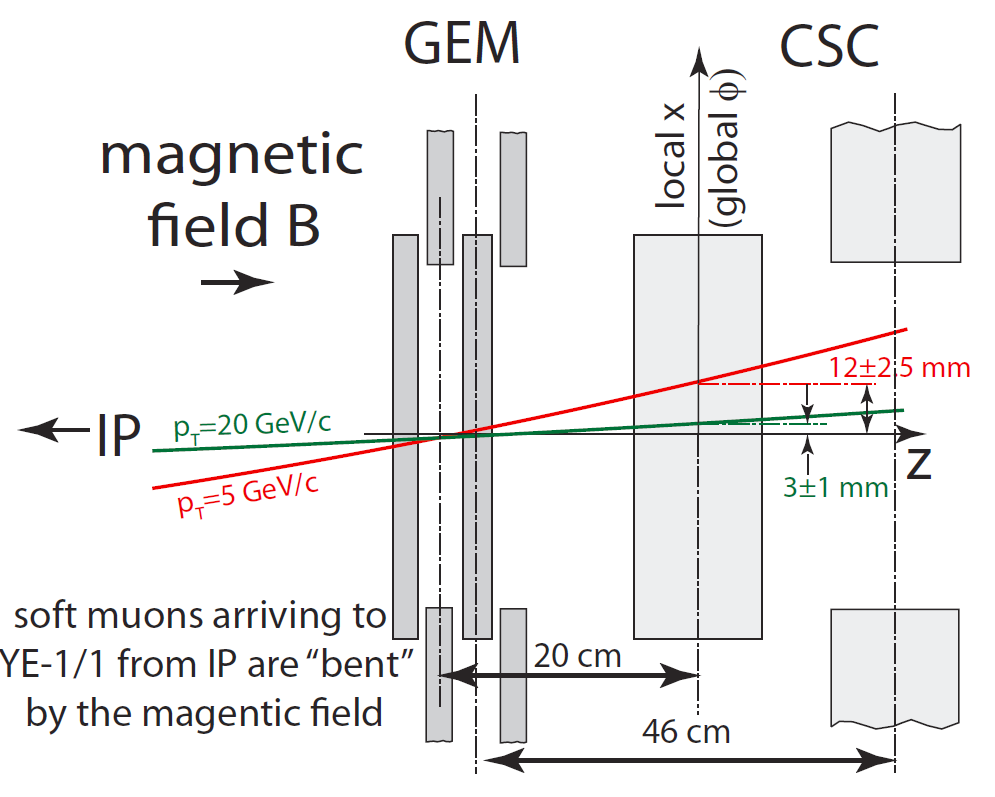 GEM
CSC
magnetic
field B
local x
(global ϕ)
12±2.5 mm
IP
pT=20 GeV/c
pT=5 GeV/c
z
3±1 mm
soft muons arriving to
YE-1/1 from IP are “bent”
by the magentic field
20 cm
46 cm